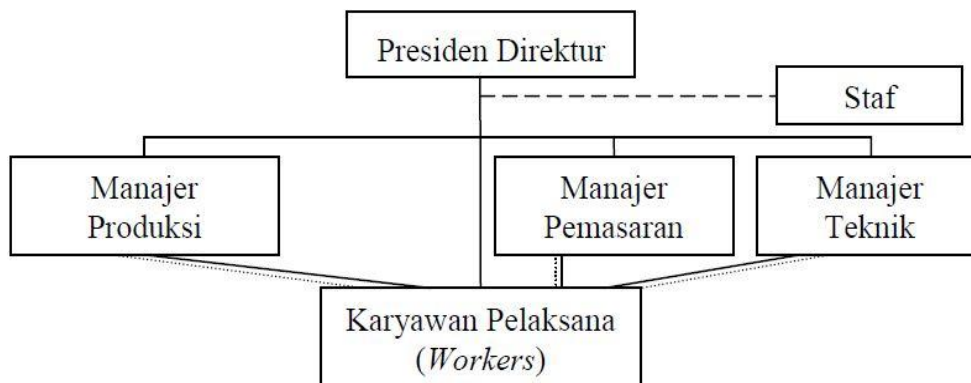 Presiden Direktur
Staf
Manajer
Produksi
Manajer
Pemasaran
Manajer
Teknik
Karyawan Pelaksana
(Workers)